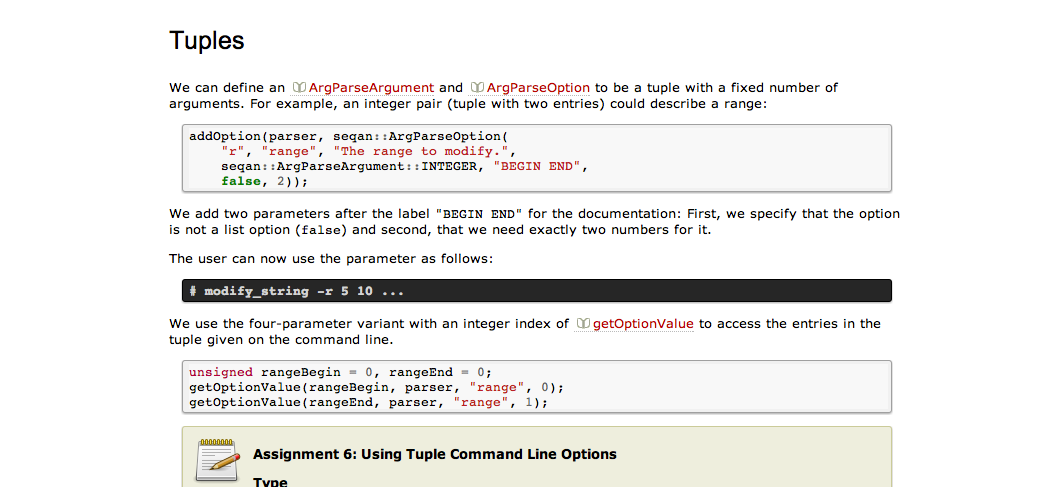 Tuples
We can define an ArgParseArgument and ArgParseOption to be a tuple with a fixed number of
arguments. For example, an integer pair (tuple with two entries) could describe a range:
addOption(parser, seqan::ArgParseOption(
    "r", "range", "The range to modify.",
    seqan::ArgParseArgument::INTEGER, "BEGIN END",
    false, 2));
We add two parameters after the label "BEGIN END" for the documentation: First, we specify that the option
is not a list option (false) and second, that we need exactly two numbers for it.
The user can now use the parameter as follows:
# modify_string -r 5 10 ...
We use the four-parameter variant with an integer index of getOptionValue to access the entries in the
tuple given on the command line.
unsigned rangeBegin = 0, rangeEnd = 0;
getOptionValue(rangeBegin, parser, "range", 0);
getOptionValue(rangeEnd, parser, "range", 1);
Assignment 6: Using Tuple Command Line Options
Type